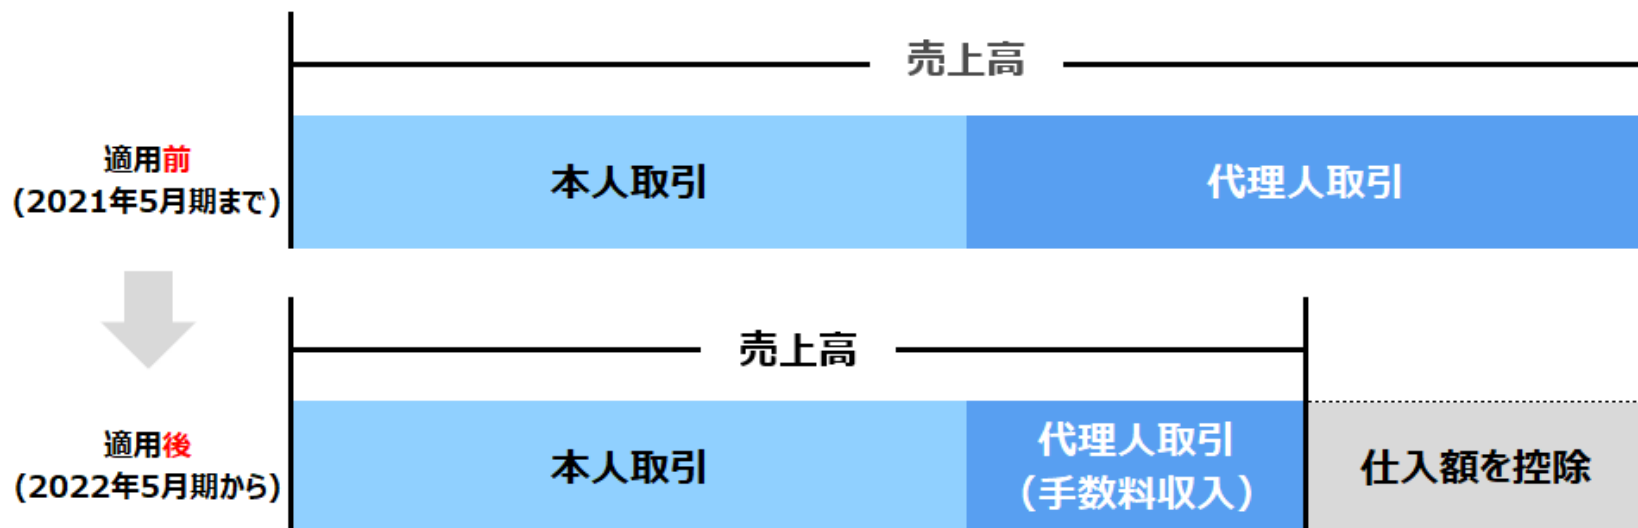 売上高
適用前
(2021年5月期まで)
本人取引
代理人取引
売上高
適用後
(2022年5月期から)
本人取引
代理人取引
(手数料収入)
仕入額を控除